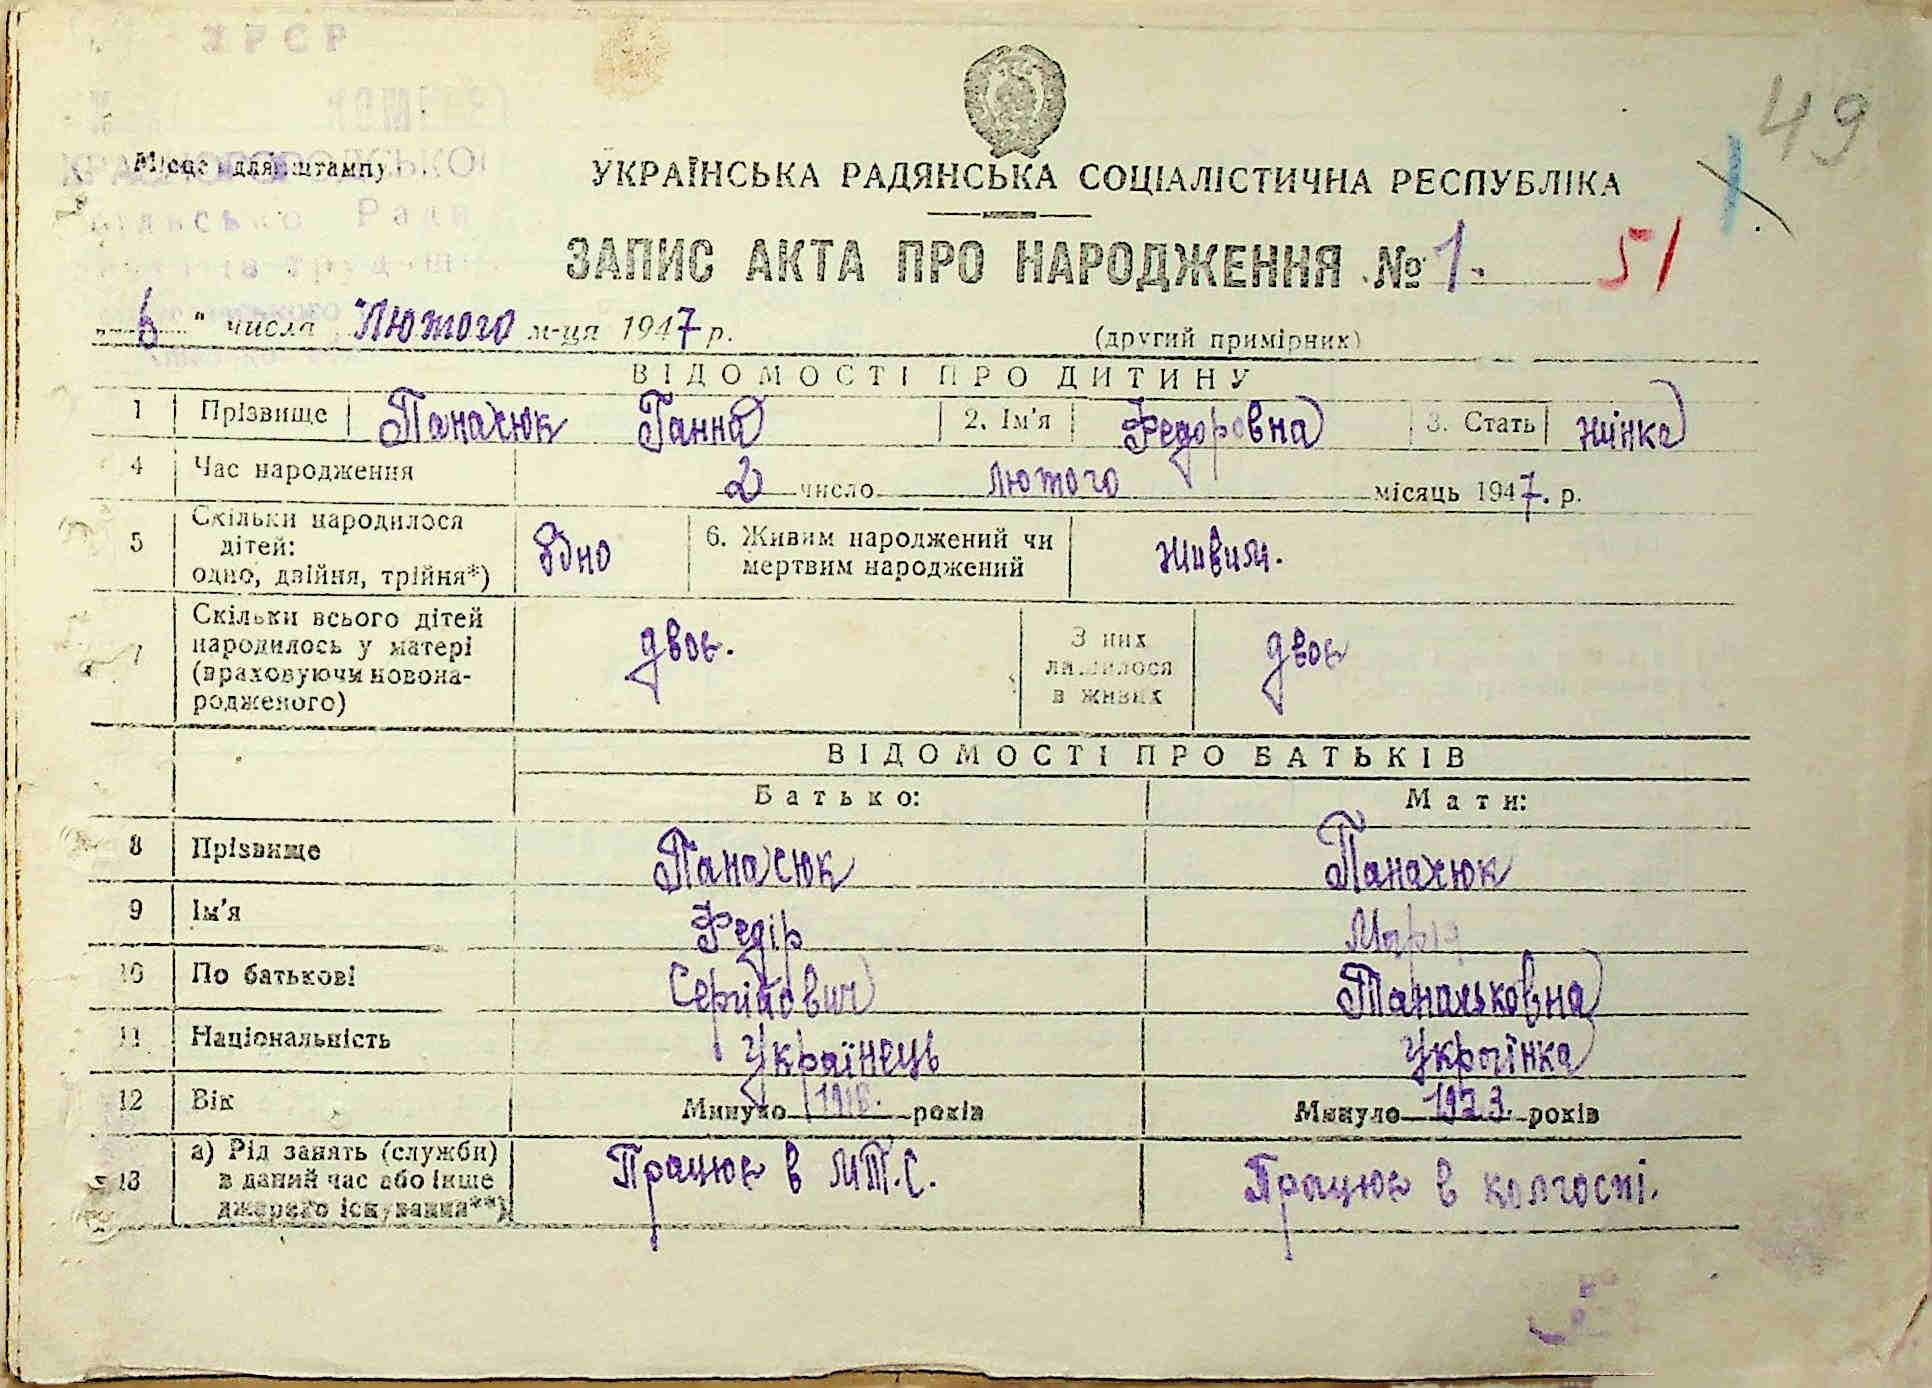 УРСР
49
Місце для штампу
УКРАЇНСЬКА РАДЯНСЬКА СОЦІАЛІСТИЧНА РЕСПУБЛІКА
ЗАПИС АКТА ПРО НАРОДЖЕННЯ № 1. 51
„ 6 " числа Лютого м-ця 1947 р.
(другий примірник)
ВІДОМОСТІ ПРО ДИТИНУ
1 Прізвище Панасюк Ганна 2. Ім'я Федоровна 3. Стать жінка
4 Час народження 2 число лютого місяць 1947. р.
5 Скільки народилося дітей: одно, двійня, трійня*) одно 6. Живим народжений чи мертвим народжений живим.
7 Скільки всього дітей народилось у матері (враховуючи новонародженого) двоє. З них лишилося в живих двоє
ВІДОМОСТІ ПРО БАТЬКІВ
Батько: Мати:
8 Прізвище Панасюк Панасюк
9 Ім'я Федір Марія
10 По батькові Сергійович
11 Національність Українець Українка
12 Вік Минуло років Минуло 1923. років
13 а) Рід занять (служби) в даний час або інше джерело існування**) Працює в М.Т.С. Працює в колгоспі.